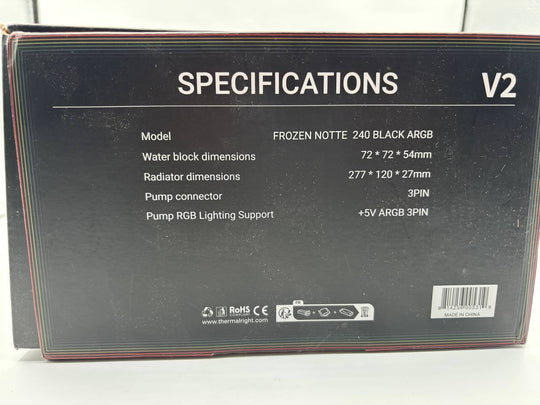 SPECIFICATIONS V2
Model FROZEN NOTTE 240 BLACK ARGB
Water block dimensions 72 * 72 * 54mm
Radiator dimensions 277 * 120 * 27mm
Pump connector 3PIN
Pump RGB Lighting Support +5V ARGB 3PIN
RoHS CE FR
www.thermalright.com
MADE IN CHINA